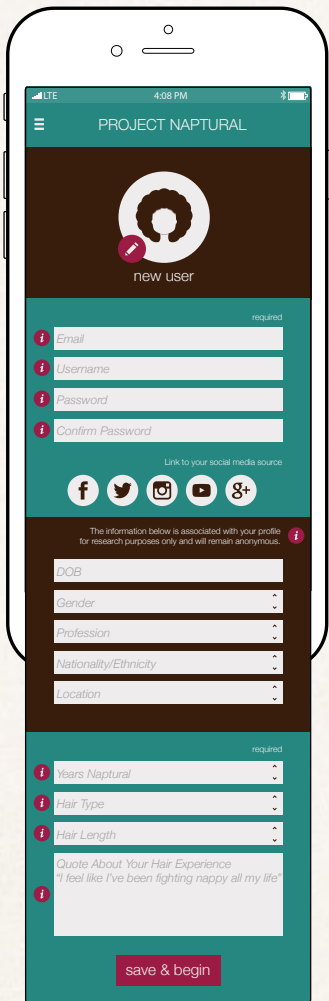 LTE 4:08 PM
PROJECT NAPTURAL
new user
required
i Email
i Username
i Password
i Confirm Password
Link to your social media source
f g+
The information below is associated with your profile i
for research purposes only and will remain anonymous.
DOB
Gender
Profession
Nationality/Ethnicity
Location
required
i Years Naptural
i Hair Type
i Hair Length
Quote About Your Hair Experience
"I feel like I've been fighting nappy all my life"
i
save & begin